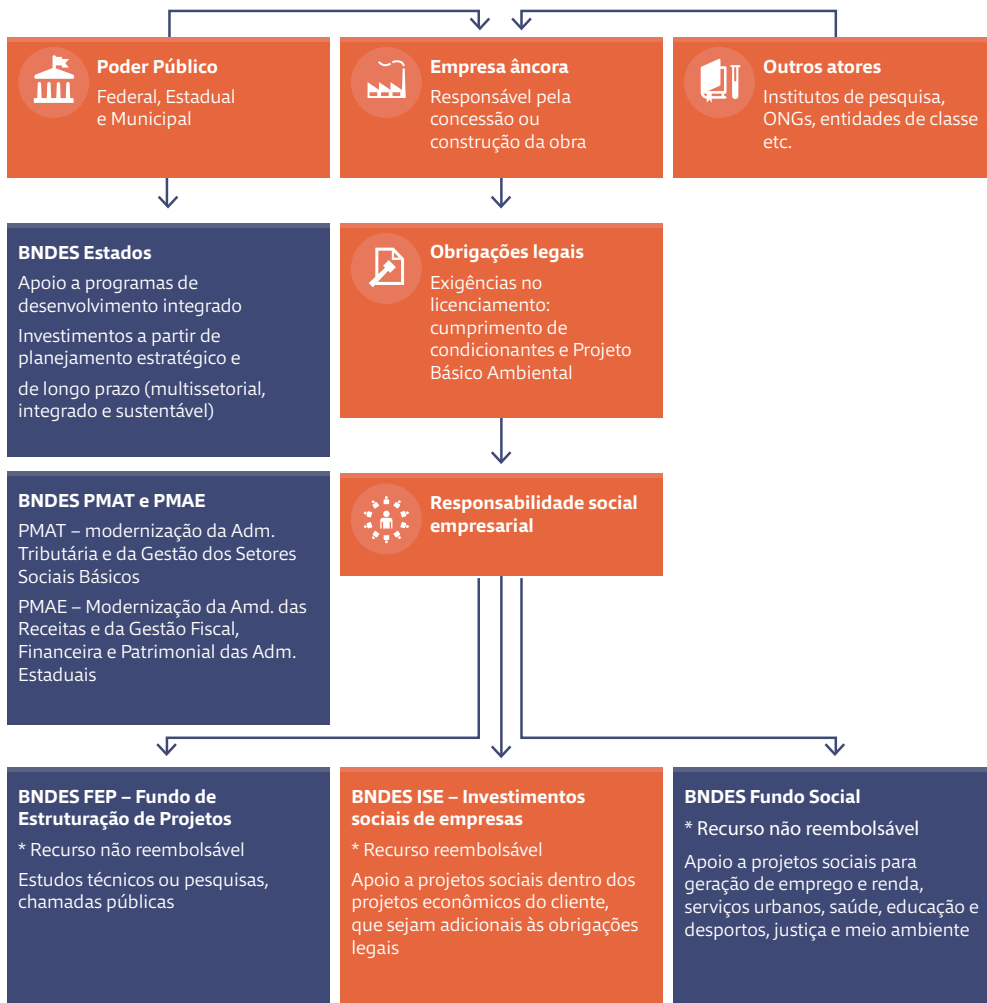 Poder Público
Federal, Estadual
e Municipal
Empresa âncora
Responsável pela
concessão ou
construção da obra
Outros atores
Institutos de pesquisa,
ONGs, entidades de classe
etc.
BNDES Estados
Apoio a programas de
desenvolvimento integrado
Investimentos a partir de
planejamento estratégico e
de longo prazo (multissetorial,
integrado e sustentável)
Obrigações legais
Exigências no
licenciamento:
cumprimento de
condicionantes e Projeto
Básico Ambiental
BNDES PMAT e PMAE
PMAT – modernização da Adm.
Tributária e da Gestão dos Setores
Sociais Básicos
PMAE – Modernização da Amd. das
Receitas e da Gestão Fiscal,
Financeira e Patrimonial das Adm.
Estaduais
Responsabilidade social
empresarial
BNDES FEP – Fundo de
Estruturação de Projetos
* Recurso não reembolsável
Estudos técnicos ou pesquisas,
chamadas públicas
BNDES ISE – Investimentos
sociais de empresas
* Recurso reembolsável
Apoio a projetos sociais dentro dos
projetos econômicos do cliente,
que sejam adicionais às obrigações
legais
BNDES Fundo Social
* Recurso não reembolsável
Apoio a projetos sociais para
geração de emprego e renda,
serviços urbanos, saúde, educação e
desportos, justiça e meio ambiente